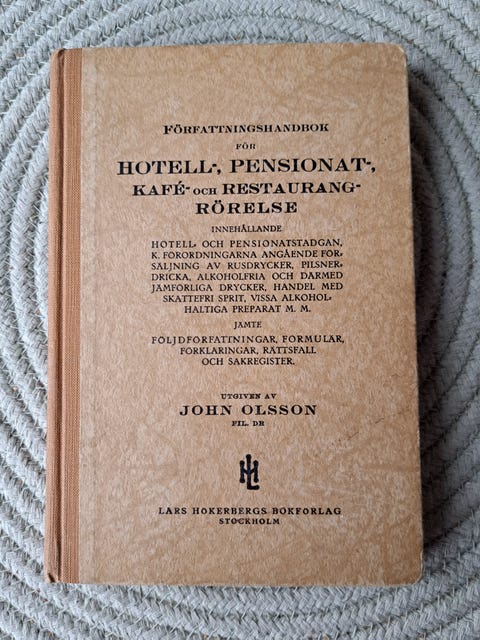 FÖRFATTNINGSHANDBOK
FÖR
HOTELL-, PENSIONAT-,
KAFÉ- OCH RESTAURANG-
RÖRELSE
INNEHÅLLANDE
HOTELL- OCH PENSIONATSTADGAN,
K. FÖRORDNINGARNA ANGÅENDE FÖR-
SÄLJNING AV RUSDRYCKER, PILSNER-
DRICKA, ALKOHOLFRIA OCH DÄRMED
JÄMFÖRLIGA DRYCKER, HANDEL MED
SKATTEFRI SPRIT, VISSA ALKOHOL-
HALTIGA PREPARAT M. M.
JÄMTE
FÖLJDFÖRFATTNINGAR, FORMULÄR,
FÖRKLARINGAR, RÄTTSFALL
OCH SAKREGISTER.
UTGIVEN AV
JOHN OLSSON
FIL. DR
LH
LARS HÖKERBERGS BOKFÖRLAG
STOCKHOLM